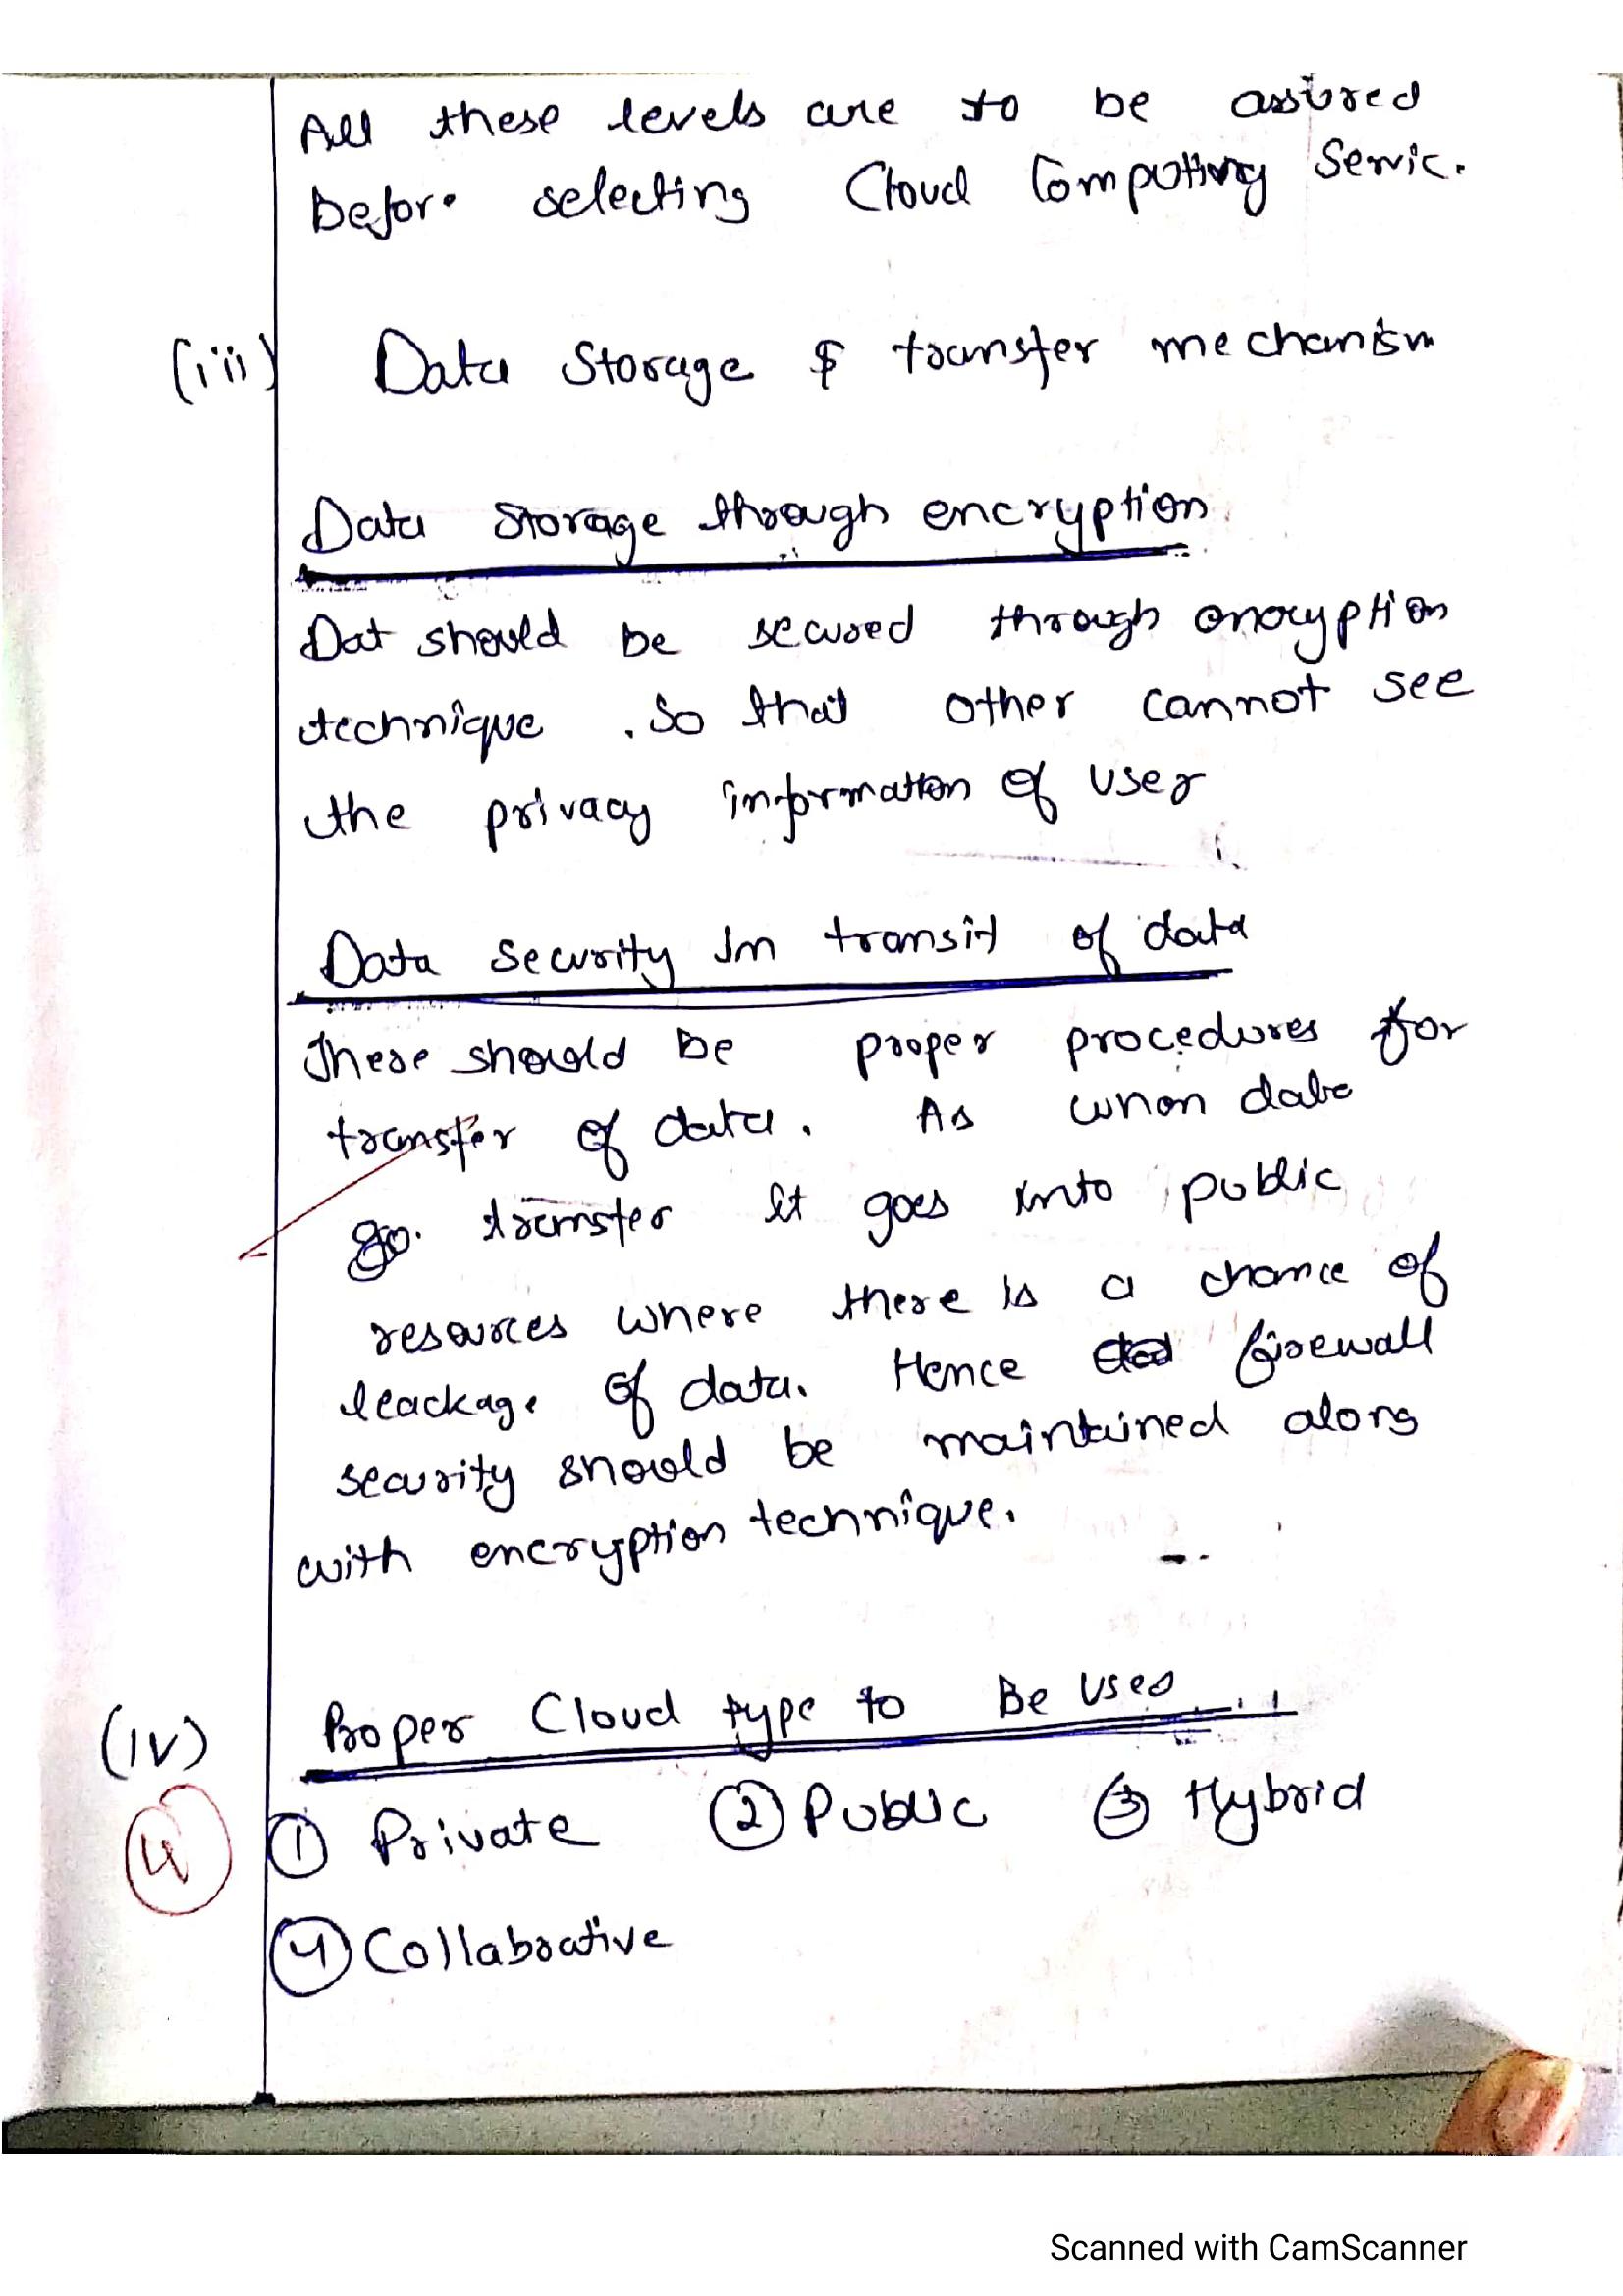 All these levels are to be assured
before selecting Cloud Computing Servic.
(iii) Data Storage & transfer mechanism
Data Storage through encryption
Dat should be secured through encryption
technique . So that other cannot see
the privacy information of user
Data Security In transit of data
There should be proper procedures for
transfer of data. As when data
go. transfer it goes into public
resources where there is a chance of
leackage of data. Hence firewall
security should be maintained along
with encryption technique.
(iv) Proper Cloud type to Be Used
4
① Private ② Public ③ Hybrid
④ Collaborative
Scanned with CamScanner